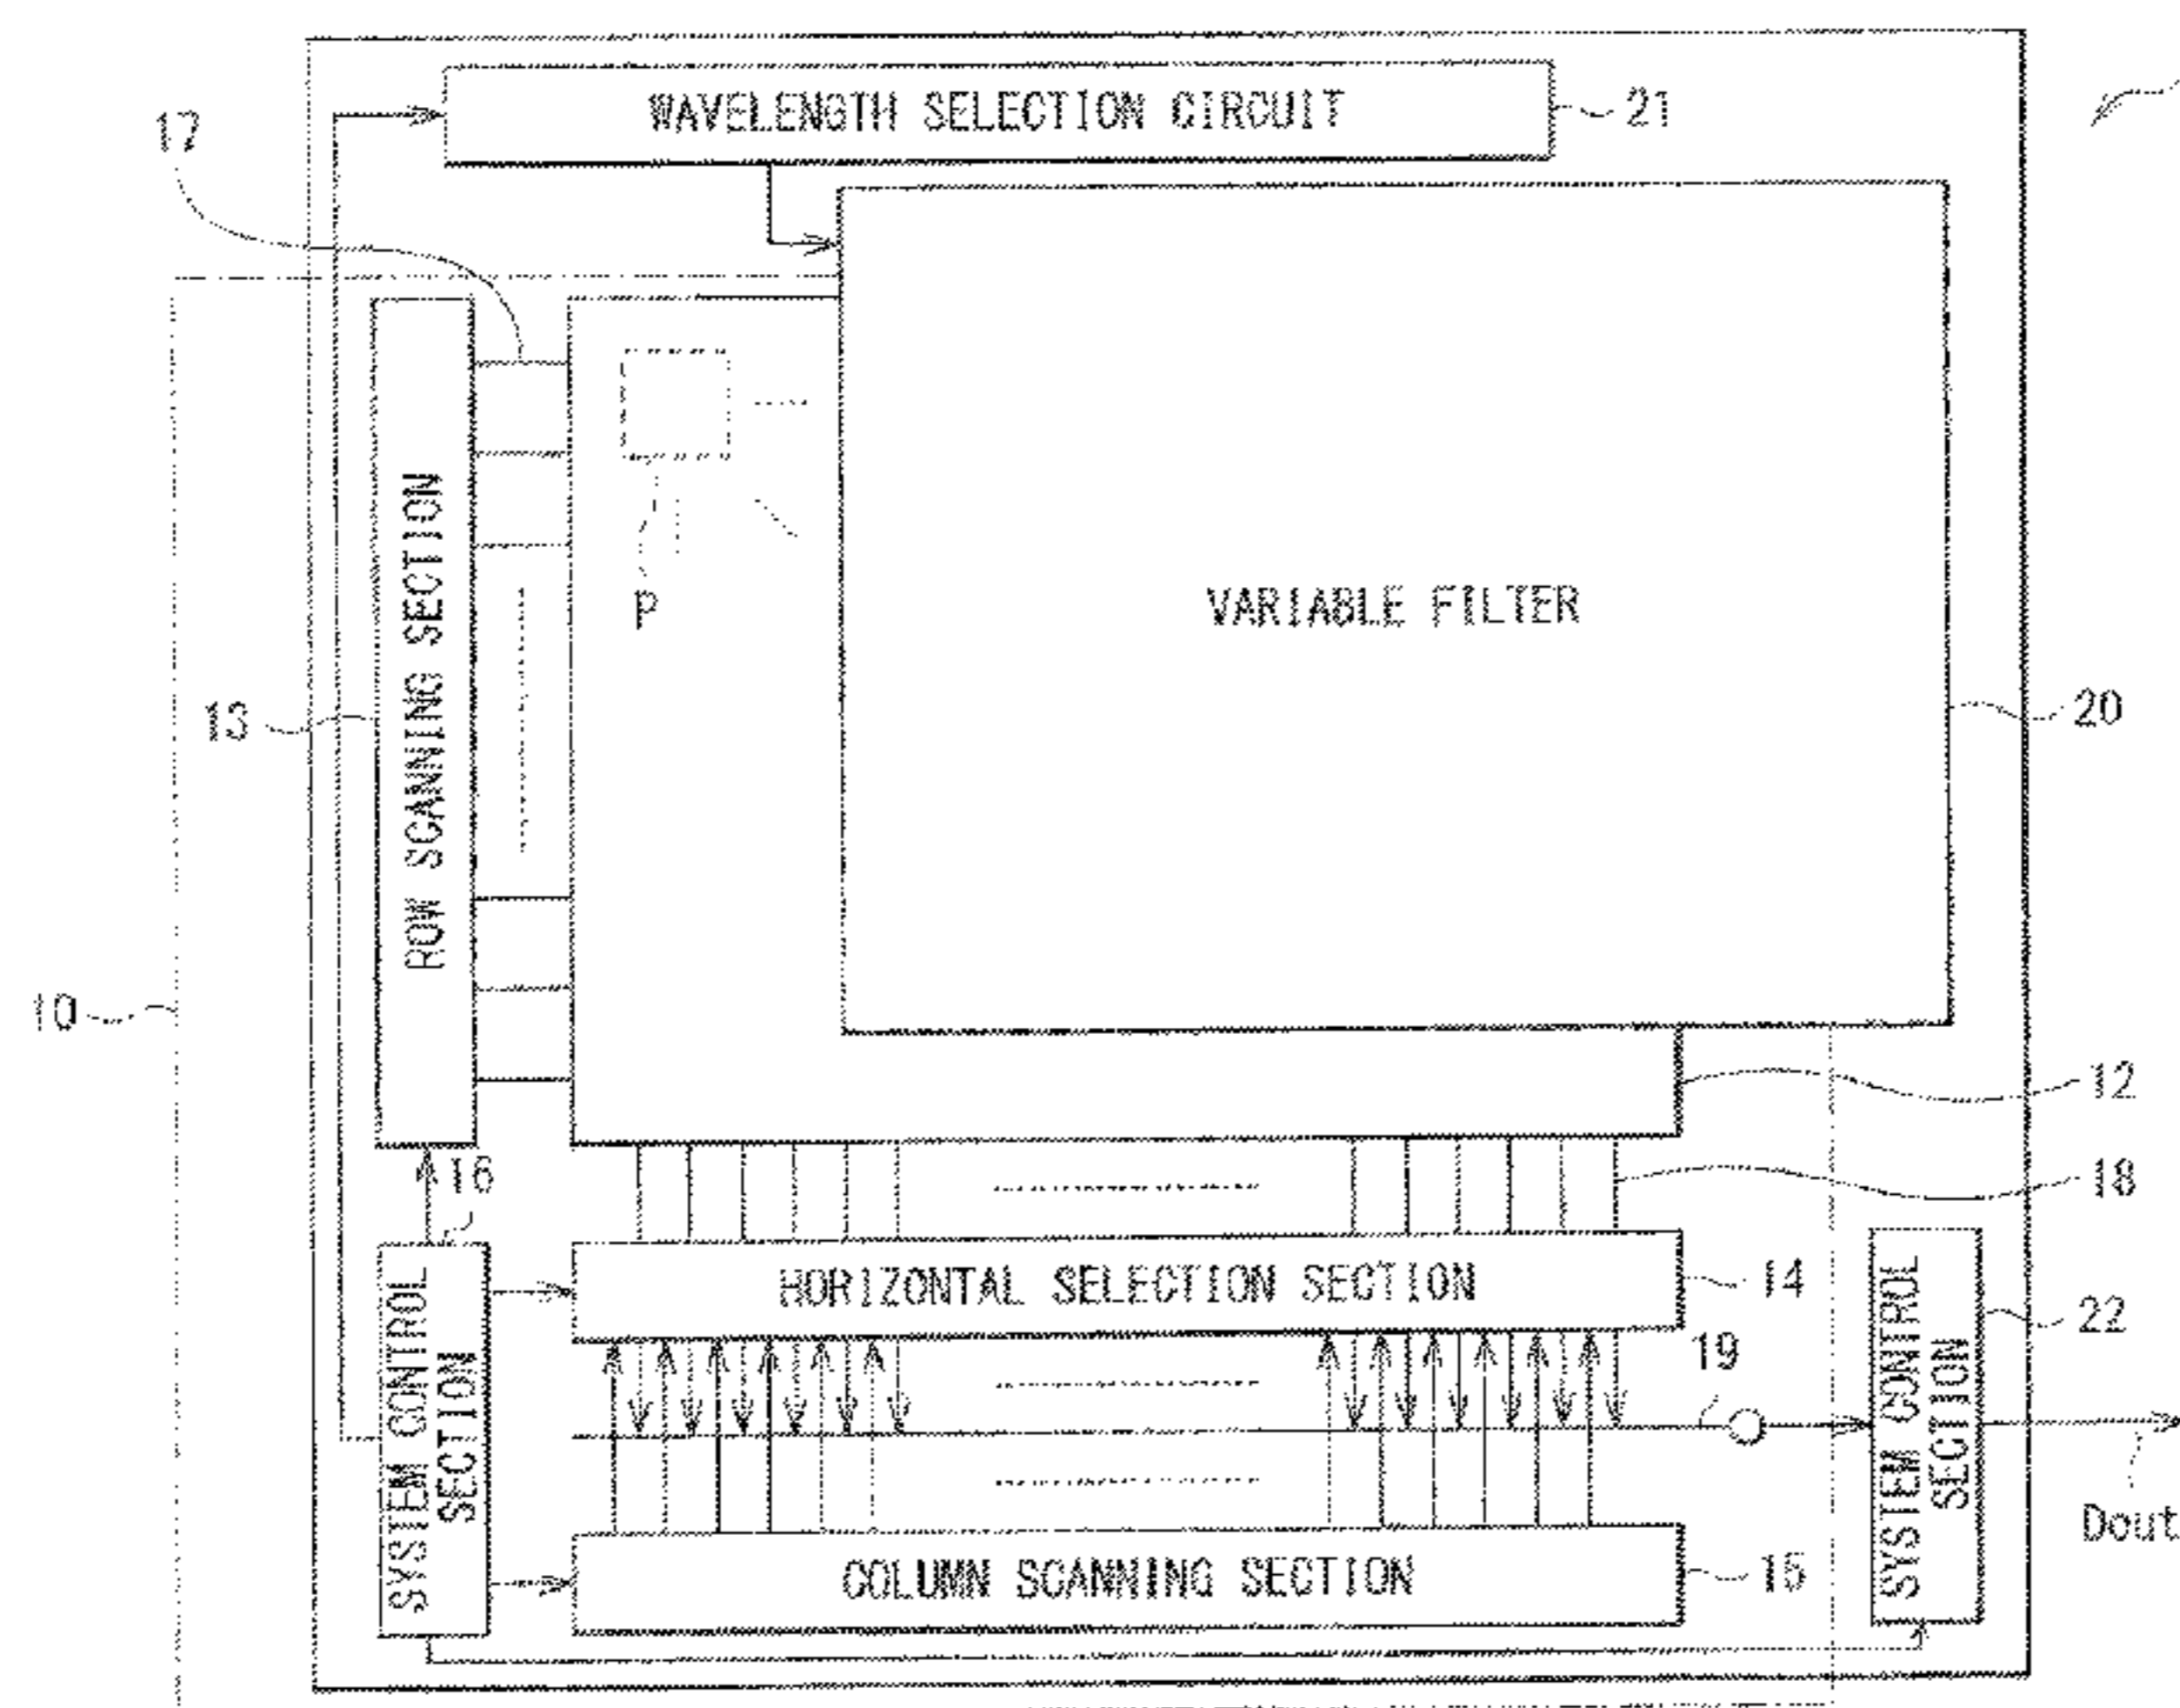 WAVELENGTH SELECTION CIRCUIT
21
17
VARIABLE FILTER
P
ROW SCANNING SECTION
13
20
10
12
16
18
HORIZONTAL SELECTION SECTION
14
SYSTEM CONTROL
SECTION
19
SYSTEM CONTROL
SECTION
22
Dout
COLUMN SCANNING SECTION
15